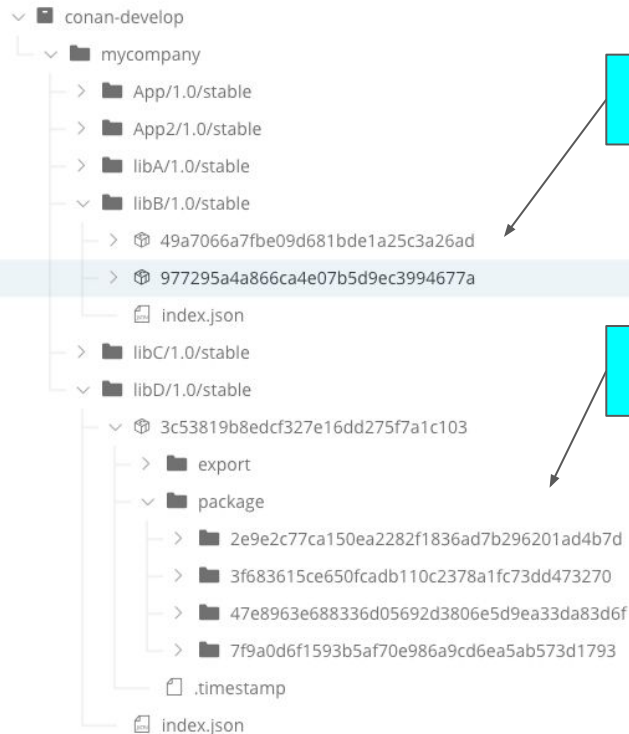 conan-develop
mycompany
App/1.0/stable
App2/1.0/stable
libA/1.0/stable
libB/1.0/stable
49a7066a7fbe09d681bde1a25c3a26ad
977295a4a866ca4e07b5d9ec3994677a
index.json
libC/1.0/stable
libD/1.0/stable
3c53819b8edcf327e16dd275f7a1c103
export
package
2e9e2c77ca150ea2282f1836ad7b296201ad4b7d
3f683615ce650fcadb110c2378a1fc73dd473270
47e8963e688336d05692d3806e5d9ea33da83d6f
7f9a0d6f1593b5af70e986a9cd6ea5ab573d1793
.timestamp
index.json